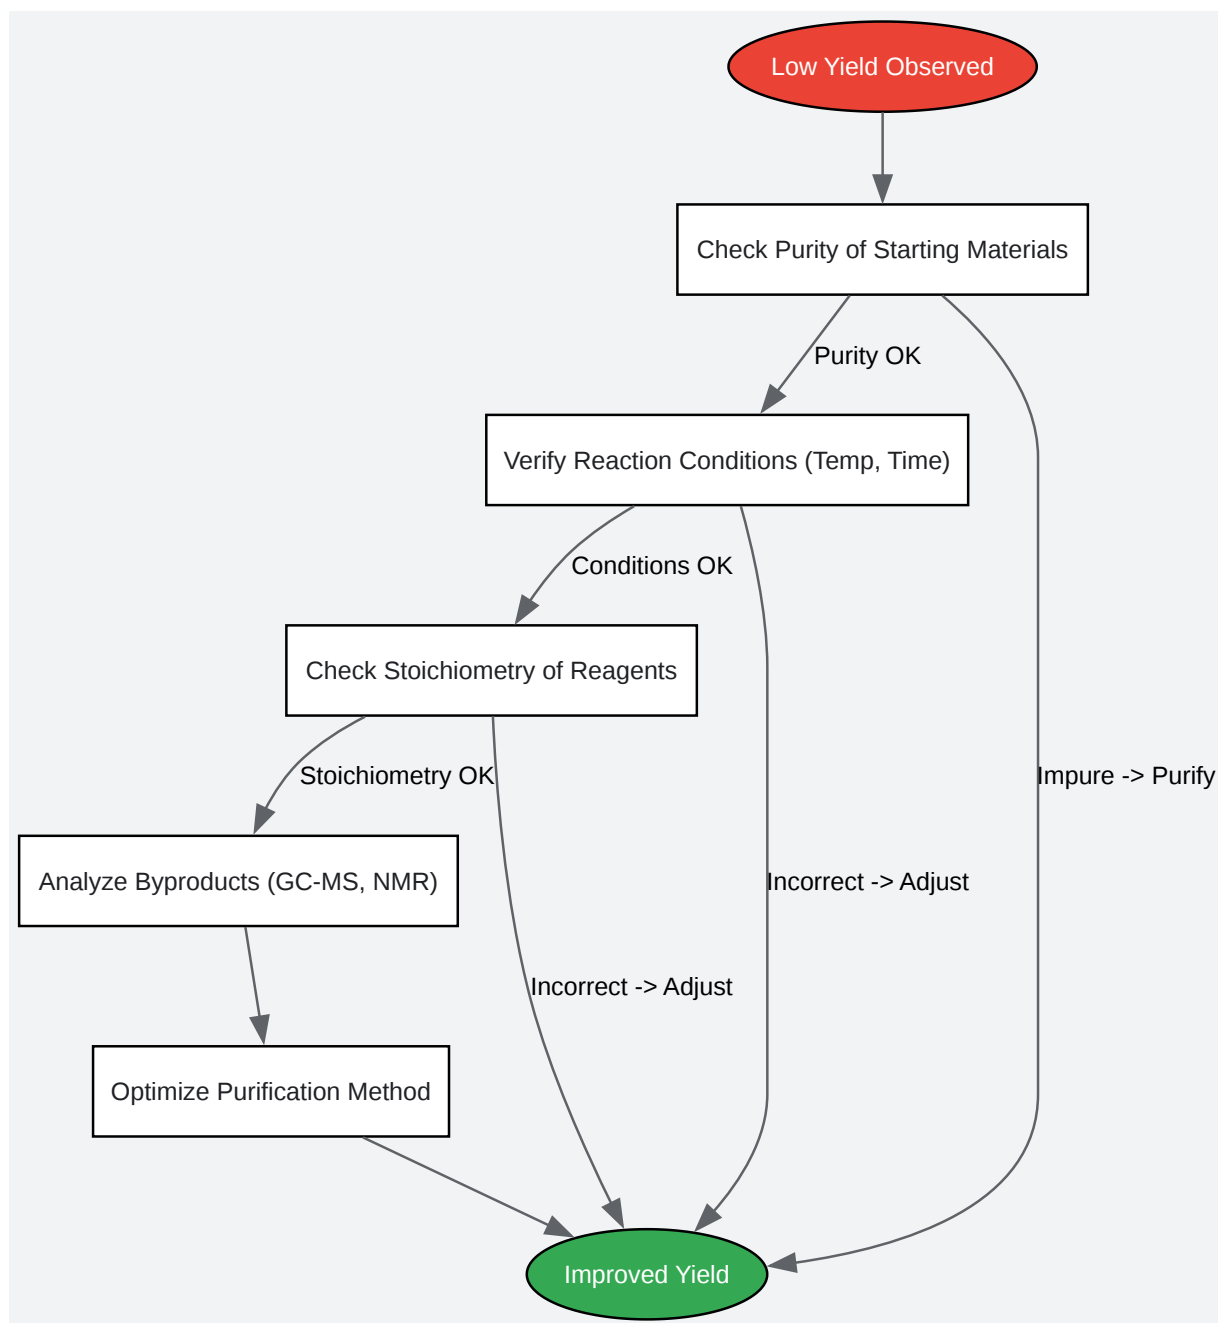 Low Yield Observed
Check Purity of Starting Materials
Purity OK
Verify Reaction Conditions (Temp, Time)
Conditions OK
Check Stoichiometry of Reagents
Stoichiometry OK
Impure -> Purify
Analyze Byproducts (GC-MS, NMR)
Incorrect -> Adjust
Incorrect -> Adjust
Optimize Purification Method
Improved Yield